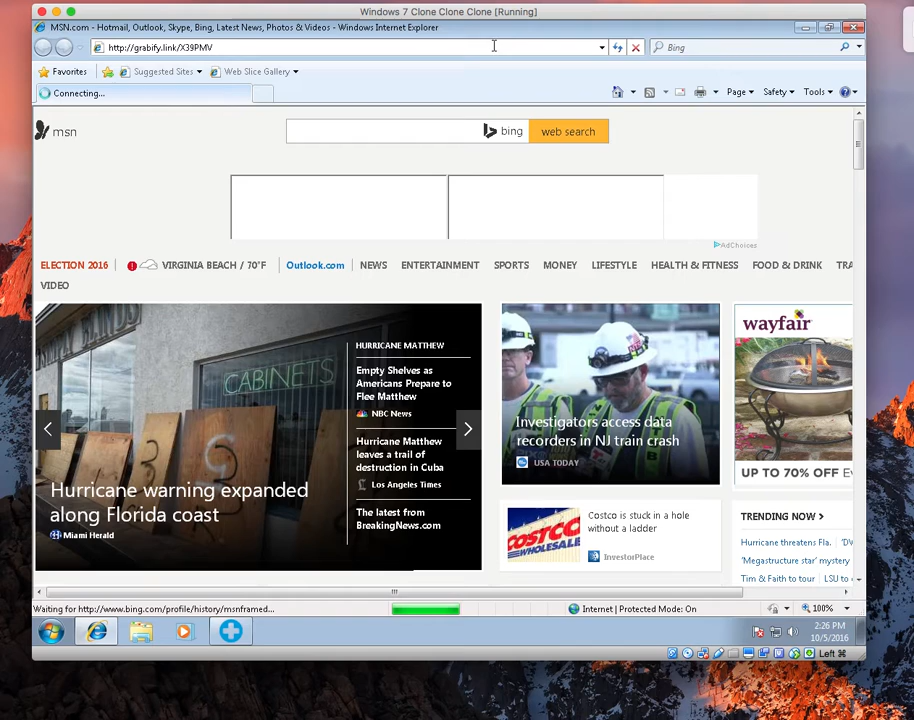 Windows 7 Clone Clone Clone [Running]
MSN.com - Hotmail, Outlook, Skype, Bing, Latest News, Photos & Videos - Windows Internet Explorer
http://grabify.link/X39PMV
Bing
Favorites
Suggested Sites
Web Slice Gallery
Connecting...
Page
Safety
Tools
msn
bing
web search
AdChoices
ELECTION 2016
VIRGINIA BEACH / 70°F
Outlook.com
NEWS
ENTERTAINMENT
SPORTS
MONEY
LIFESTYLE
HEALTH & FITNESS
FOOD & DRINK
TRA
VIDEO
CABINETS
HURRICANE MATTHEW
Empty Shelves as
Americans Prepare to
Flee Matthew
NBC News
Hurricane Matthew
leaves a trail of
destruction in Cuba
Los Angeles Times
The latest from
BreakingNews.com
Hurricane warning expanded
along Florida coast
Miami Herald
Investigators access data
recorders in NJ train crash
USA TODAY
COSTCO
WHOLESALE
Costco is stuck in a hole
without a ladder
InvestorPlace
wayfair
UP TO 70% OFF EV
TRENDING NOW >
Hurricane threatens Fla.
'DV
'Megastructure star' mystery
Tim & Faith to tour
LSU to
Waiting for http://www.bing.com/profile/history/msnframed...
Internet | Protected Mode: On
100%
2:26 PM
10/5/2016
Left ⌘